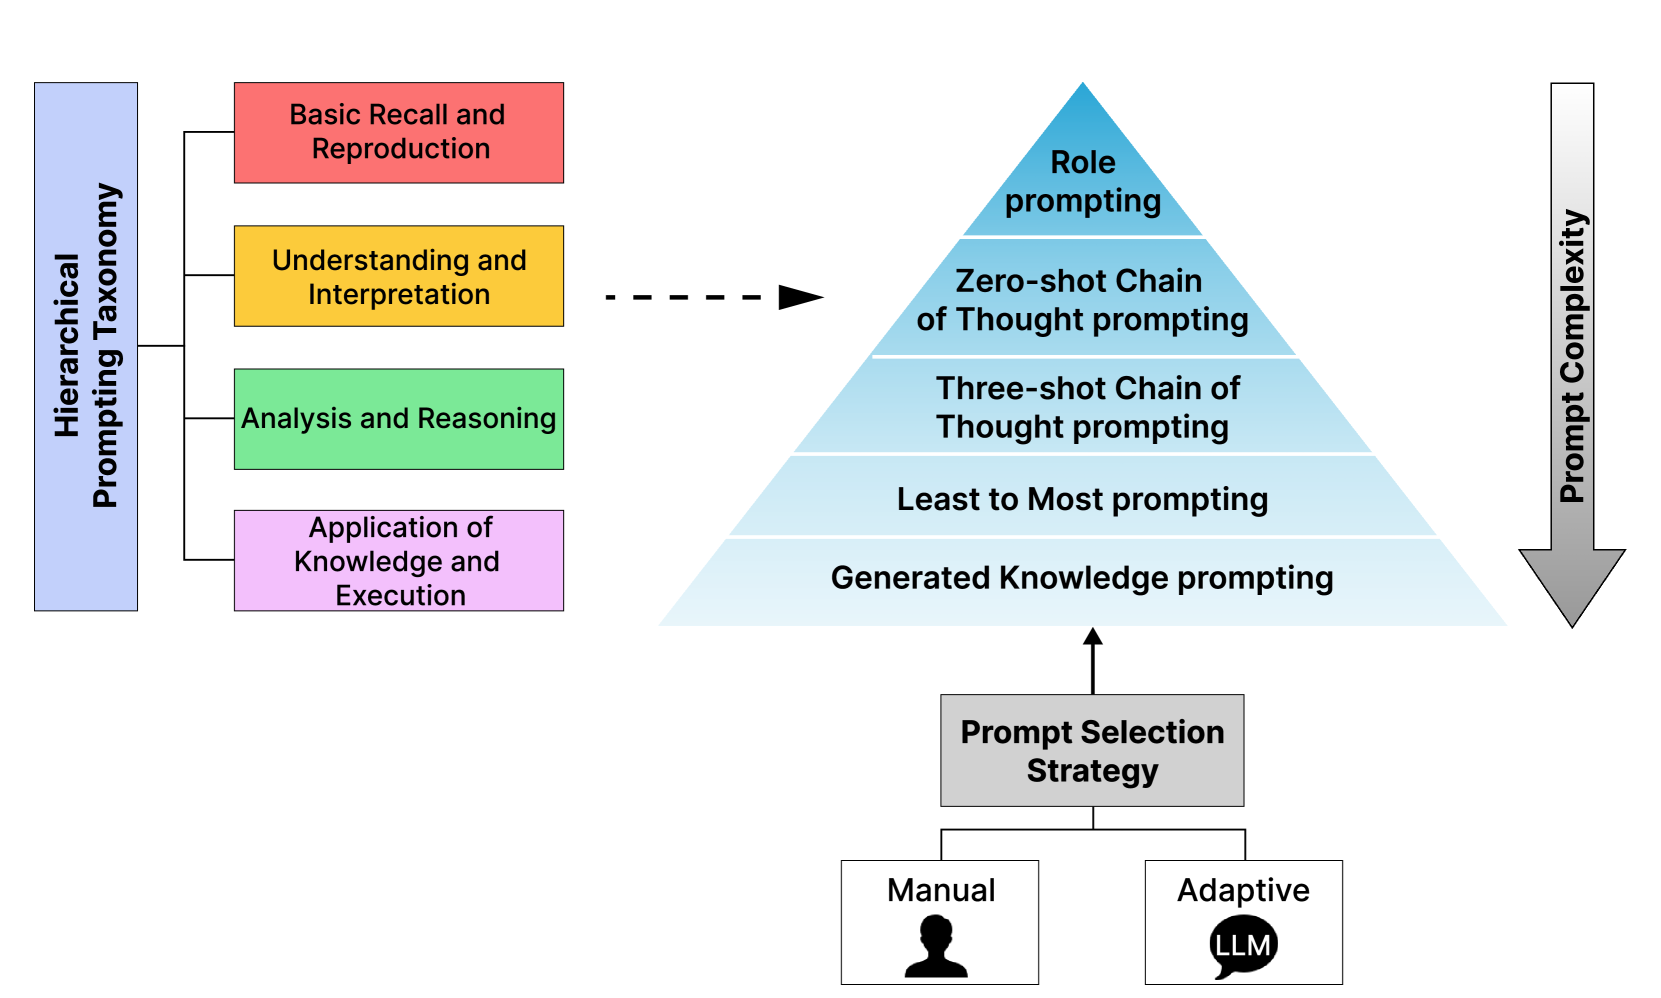 Hierarchical
Prompting Taxonomy
Basic Recall and
Reproduction
Understanding and
Interpretation
Analysis and Reasoning
Application of
Knowledge and
Execution
Role
prompting
Zero-shot Chain
of Thought prompting
Three-shot Chain of
Thought prompting
Least to Most prompting
Generated Knowledge prompting
Prompt Complexity
Prompt Selection
Strategy
Manual
Adaptive
LLM